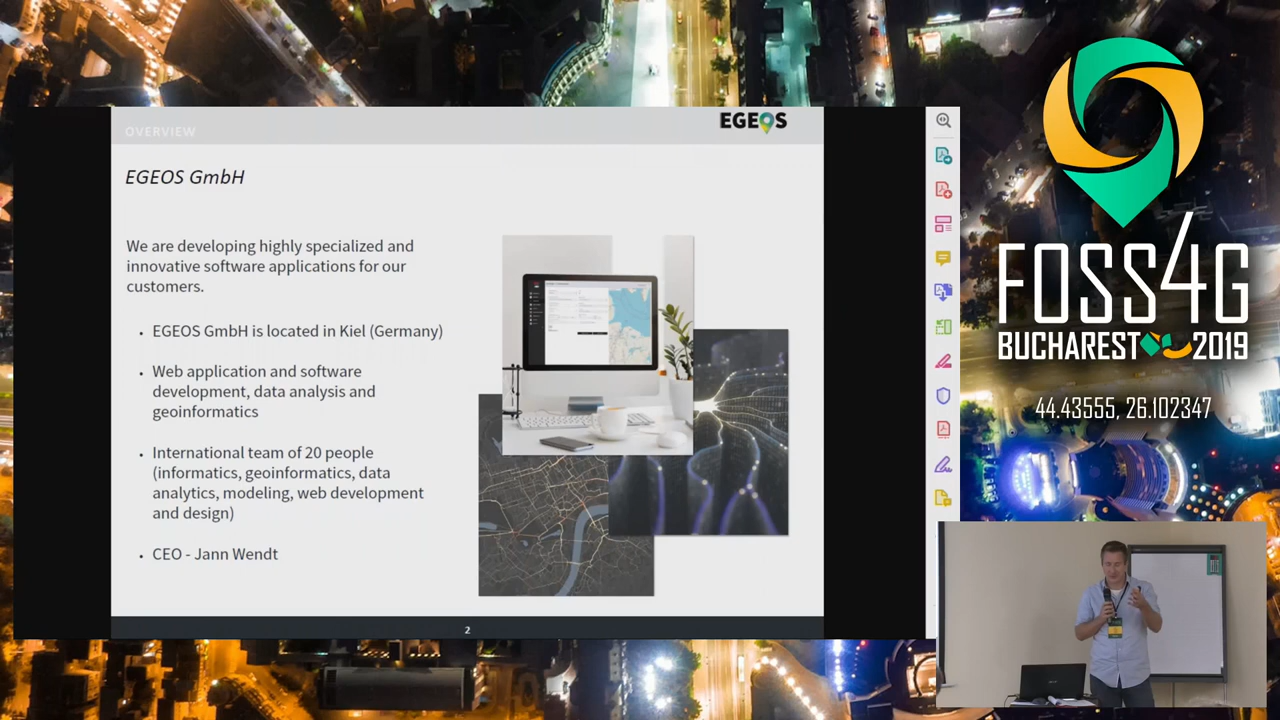 OVERVIEW
EGEOS
EGEOS GmbH
We are developing highly specialized and
innovative software applications for our
customers.
• EGEOS GmbH is located in Kiel (Germany)
• Web application and software
development, data analysis and
geoinformatics
• International team of 20 people
(informatics, geoinformatics, data
analytics, modeling, web development
and design)
• CEO - Jann Wendt
2
FOSS4G
BUCHAREST 2019
44.43555, 26.102347